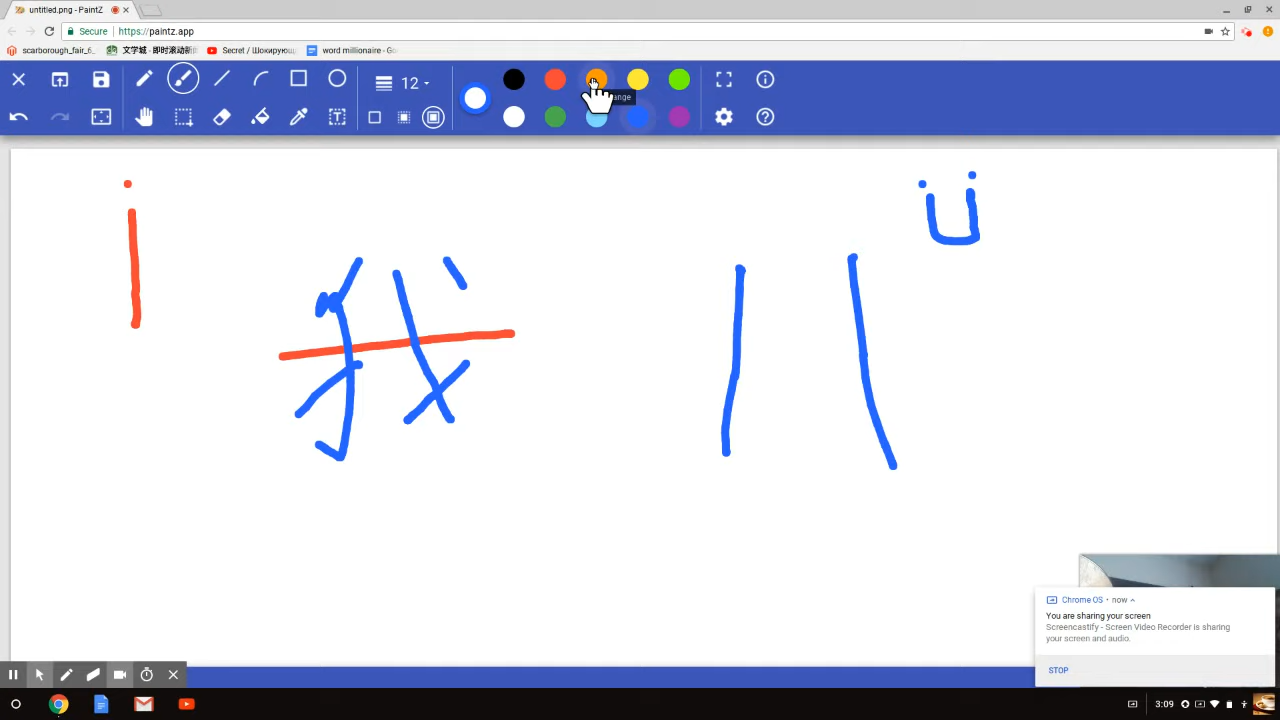 untitled.png - PaintZ
Secure https://paintz.app
scarborough_fair_6 文学城 - 即时滚动新 Secret / Шокирующ word millionaire - Go
12
ange
i 我 ü
Chrome OS • now
You are sharing your screen
Screencastify - Screen Video Recorder is sharing
your screen and audio.
STOP
3:09